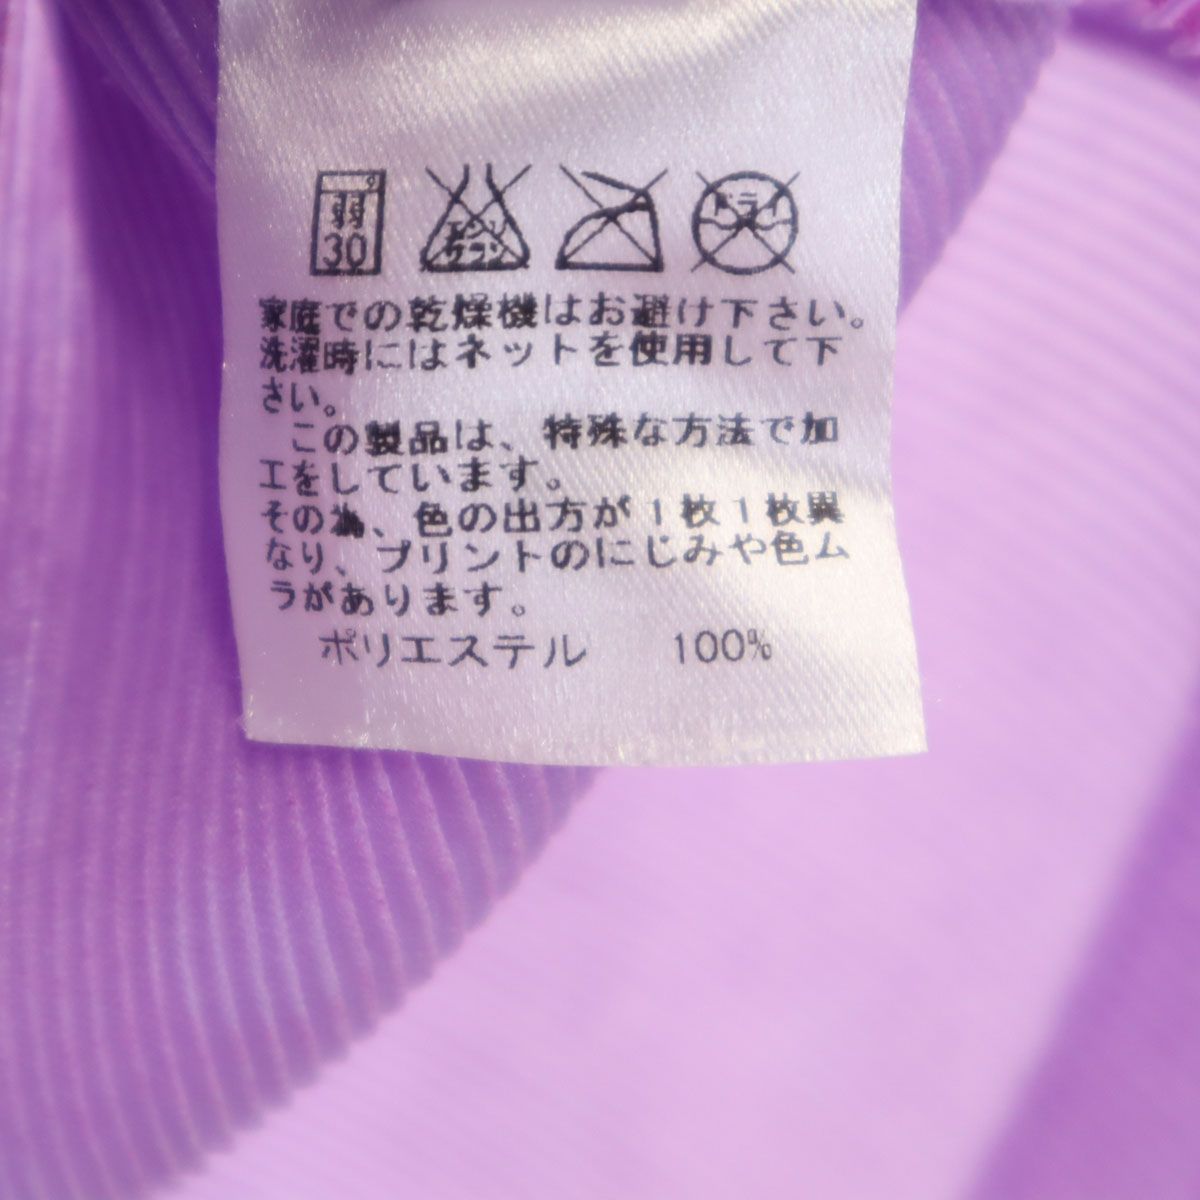 弱
30
エンソ
サラシ
ドライ
家庭での乾燥機はお避け下さい。
洗濯時にはネットを使用して下
さい。
この製品は、特殊な方法で加
工をしています。
その為、色の出方が1枚1枚異
なり、プリントのにじみや色ム
ラがあります。
ポリエステル 100%